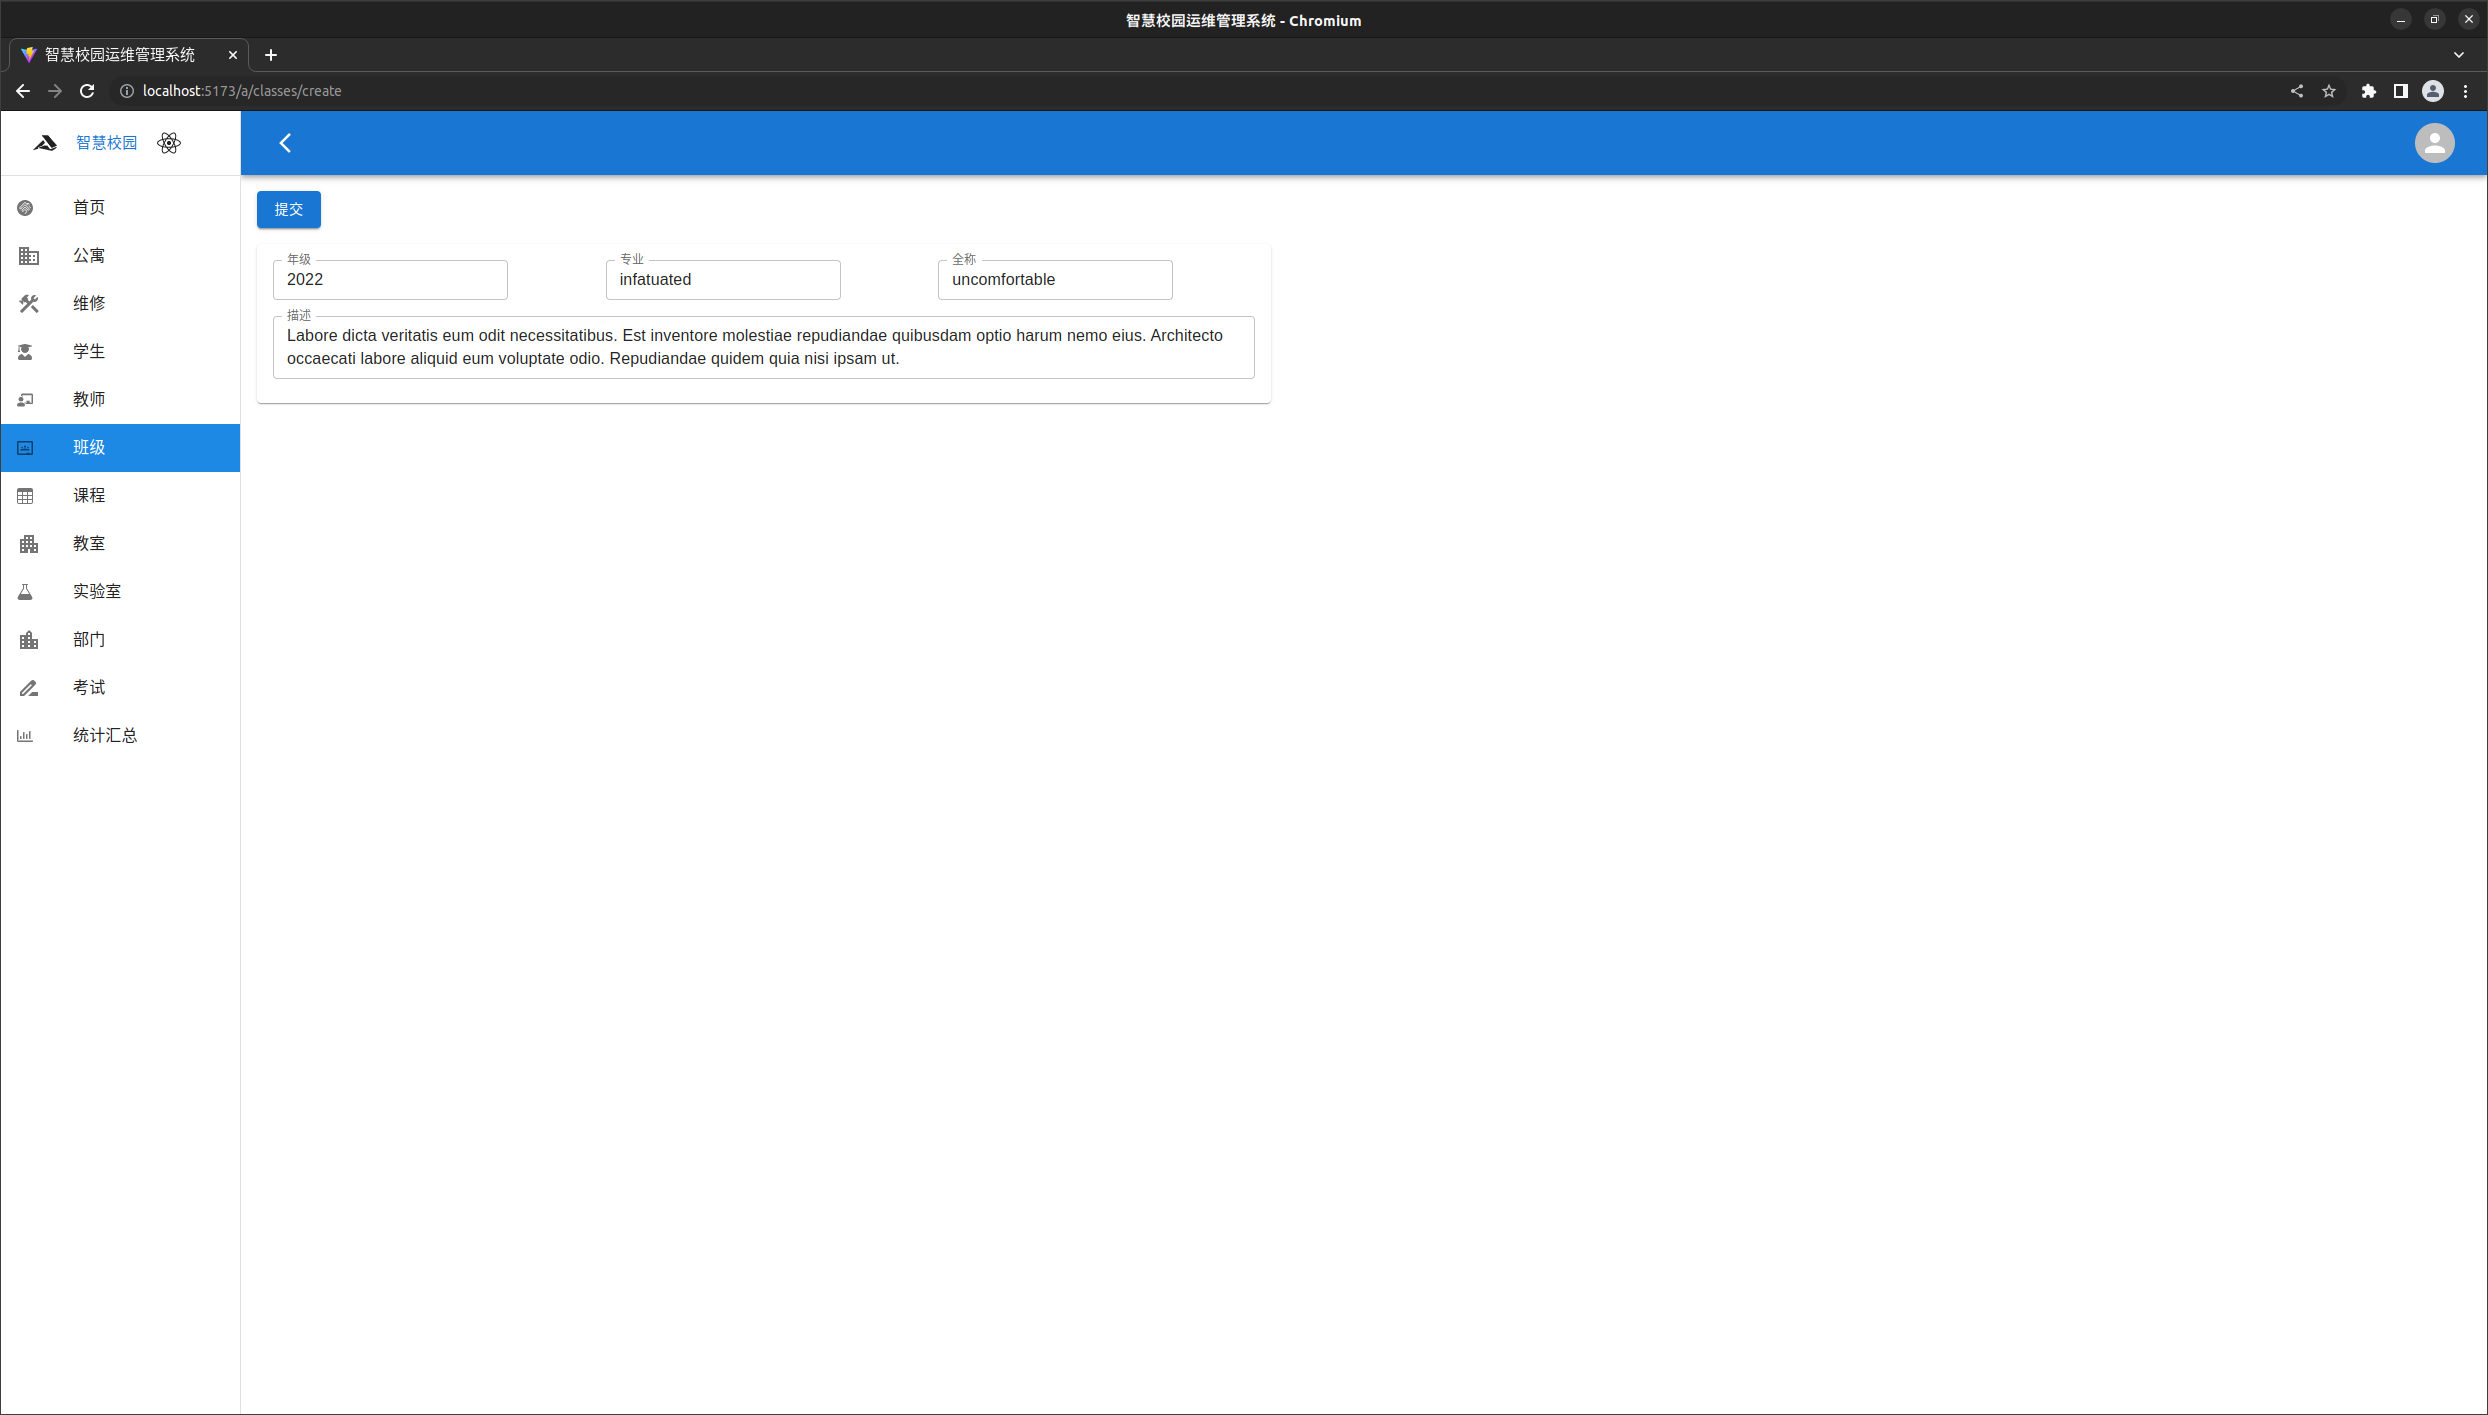 智慧校园运维管理系统 - Chromium
智慧校园运维管理系统
localhost:5173/a/classes/create
智慧校园
首页
公寓
维修
学生
教师
班级
课程
教室
实验室
部门
考试
统计汇总
提交
年级
2022
专业
infatuated
全称
uncomfortable
描述
Labore dicta veritatis eum odit necessitatibus. Est inventore molestiae repudiandae quibusdam optio harum nemo eius. Architecto
occaecati labore aliquid eum voluptate odio. Repudiandae quidem quia nisi ipsam ut.